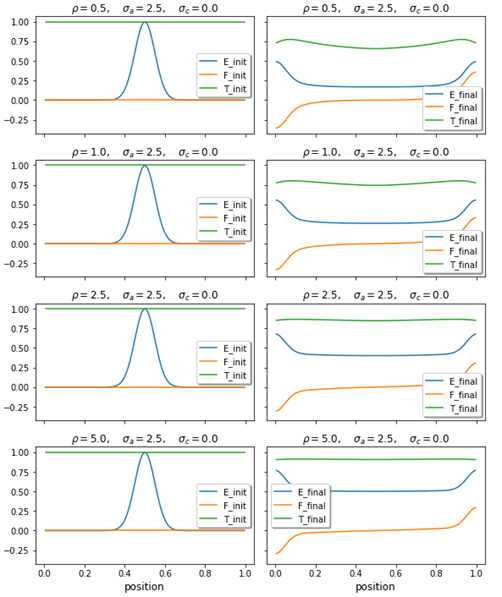 ρ = 0.5, σₐ = 2.5, σ_c = 0.0
ρ = 0.5, σₐ = 2.5, σ_c = 0.0
1.00
0.75
0.50
0.25
0.00
−0.25
E_init
F_init
T_init
E_final
F_final
T_final
ρ = 1.0, σₐ = 2.5, σ_c = 0.0
ρ = 1.0, σₐ = 2.5, σ_c = 0.0
1.00
0.75
0.50
0.25
0.00
−0.25
E_init
F_init
T_init
E_final
F_final
T_final
ρ = 2.5, σₐ = 2.5, σ_c = 0.0
ρ = 2.5, σₐ = 2.5, σ_c = 0.0
1.00
0.75
0.50
0.25
0.00
−0.25
E_init
F_init
T_init
E_final
F_final
T_final
ρ = 5.0, σₐ = 2.5, σ_c = 0.0
ρ = 5.0, σₐ = 2.5, σ_c = 0.0
1.00
0.75
0.50
0.25
0.00
−0.25
E_init
F_init
T_init
E_final
F_final
T_final
0.0 0.2 0.4 0.6 0.8 1.0
0.0 0.2 0.4 0.6 0.8 1.0
position
position